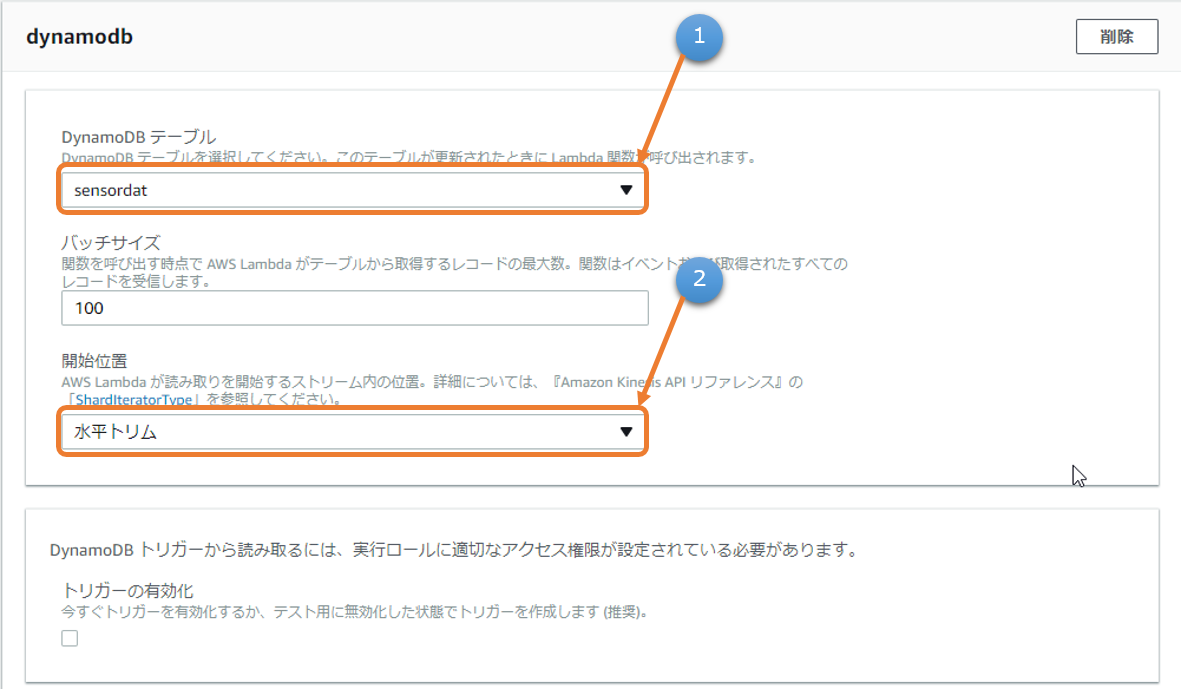 dynamodb
削除
1
DynamoDB テーブル
DynamoDB テーブルを選択してください。このテーブルが更新されたときに Lambda 関数が呼び出されます。
sensordat
バッチサイズ
関数を呼び出す時点で AWS Lambda がテーブルから取得するレコードの最大数。関数はイベントおよび取得されたすべての
レコードを受信します。
2
100
開始位置
AWS Lambda が読み取りを開始するストリーム内の位置。詳細については、『Amazon Kinesis API リファレンス』の
「ShardIteratorType」を参照してください。
水平トリム
DynamoDB トリガーから読み取るには、実行ロールに適切なアクセス権限が設定されている必要があります。
トリガーの有効化
今すぐトリガーを有効化するか、テスト用に無効化した状態でトリガーを作成します (推奨)。